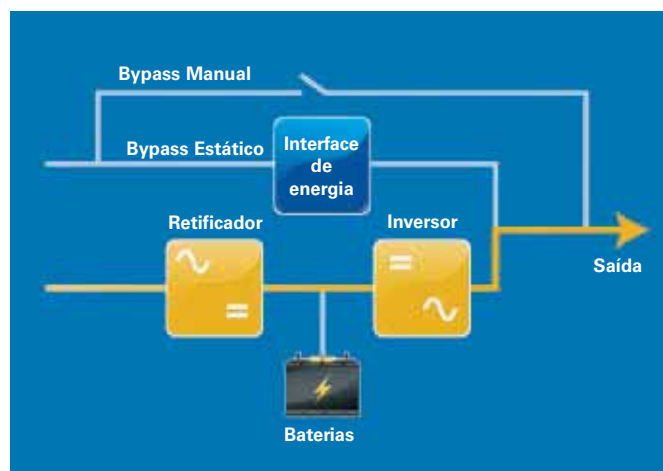 Bypass Manual
Bypass Estático
Interface
de
energia
Retificador
Inversor
Saída
Baterias